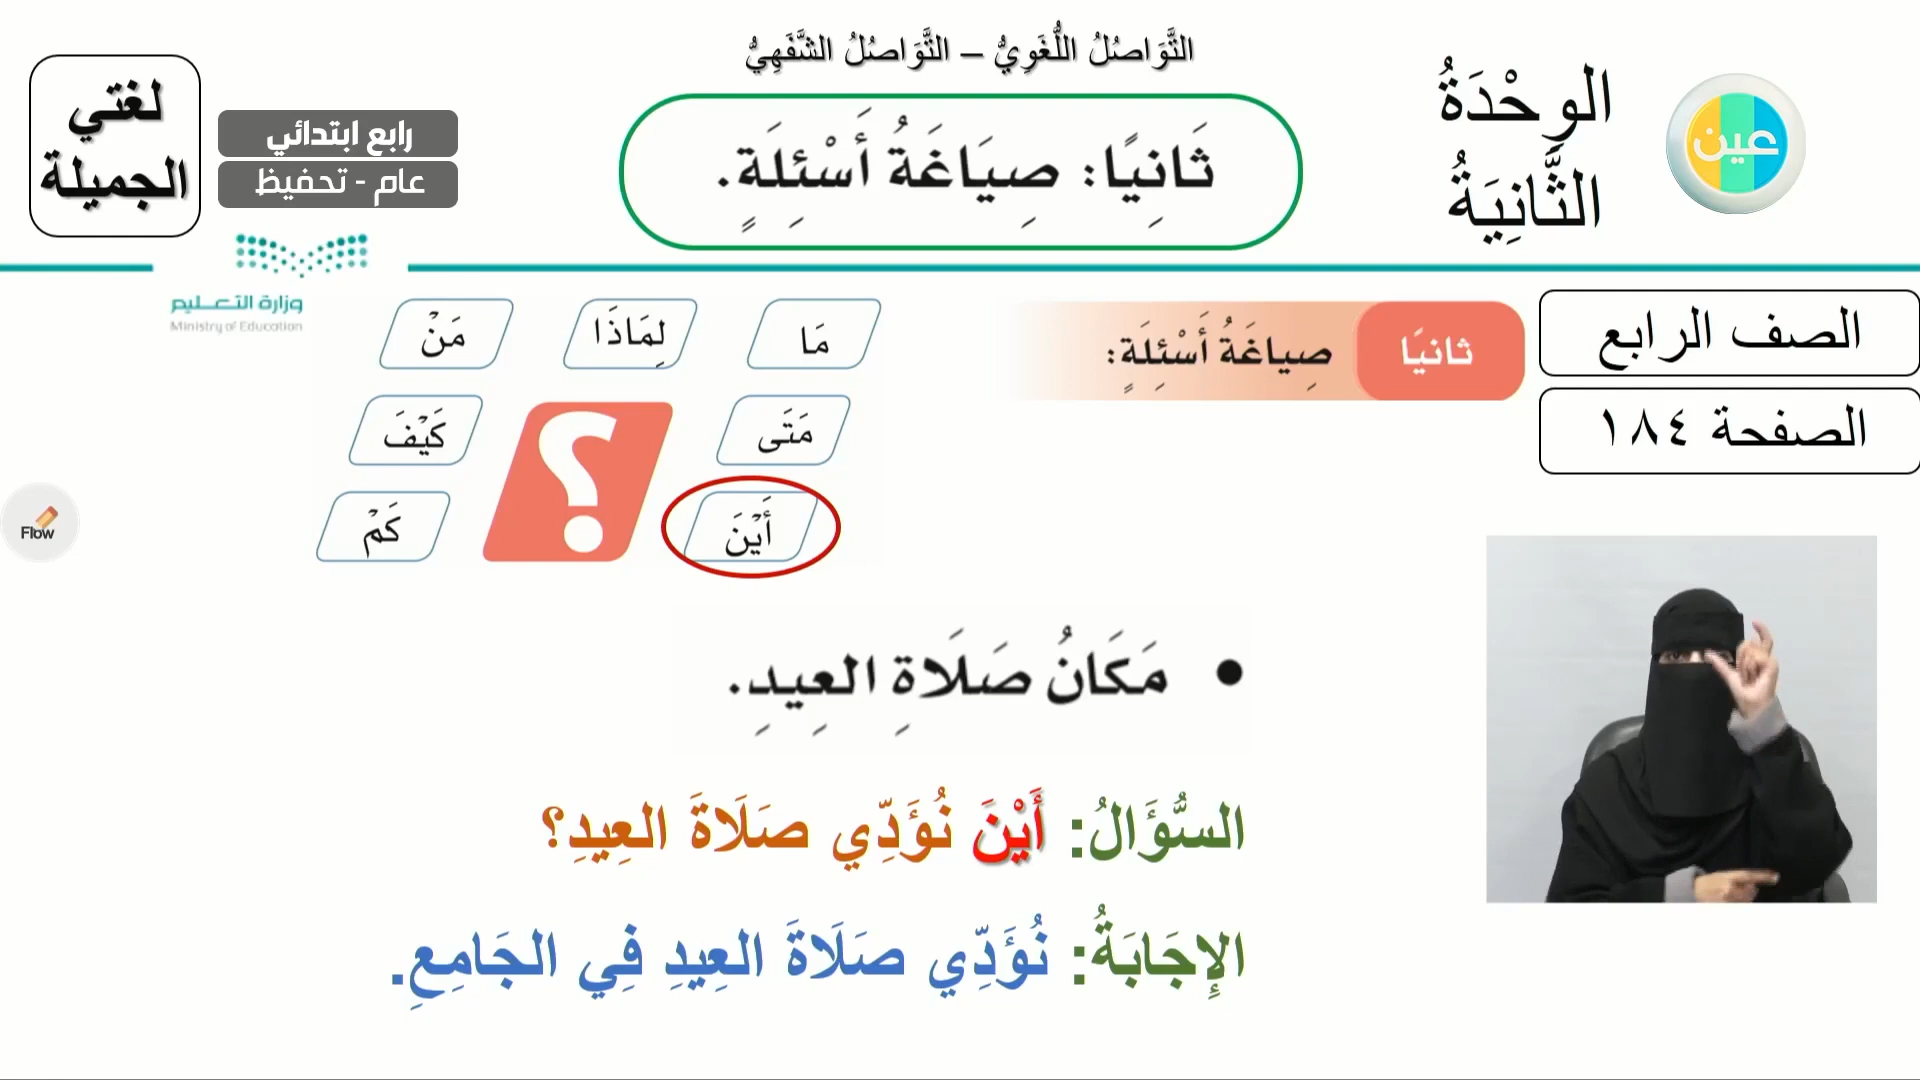 التَّوَاصُلُ اللُّغَوِيُّ – التَّوَاصُلُ الشَّفَهِيُّ
الوِحْدَةُ
الثَّانِيَةُ
عين
ثَانِيًا: صِيَاغَةُ أَسْئِلَةٍ.
رابع ابتدائي
عام - تحفيظ
لغتي
الجميلة
وزارة التعليم
Ministry of Education
الصف الرابع
الصفحة ١٨٤
ثانيًا
صِياغَةُ أَسْئِلَةٍ:
مَا
لِمَاذَا
مَنْ
مَتَى
كَيْفَ
أَيْنَ
؟
كَمْ
Flow
• مَكَانُ صَلَاةِ العِيدِ.
السُّؤَالُ: أَيْنَ نُؤَدِّي صَلَاةَ العِيدِ؟
الإِجَابَةُ: نُؤَدِّي صَلَاةَ العِيدِ فِي الجَامِعِ.